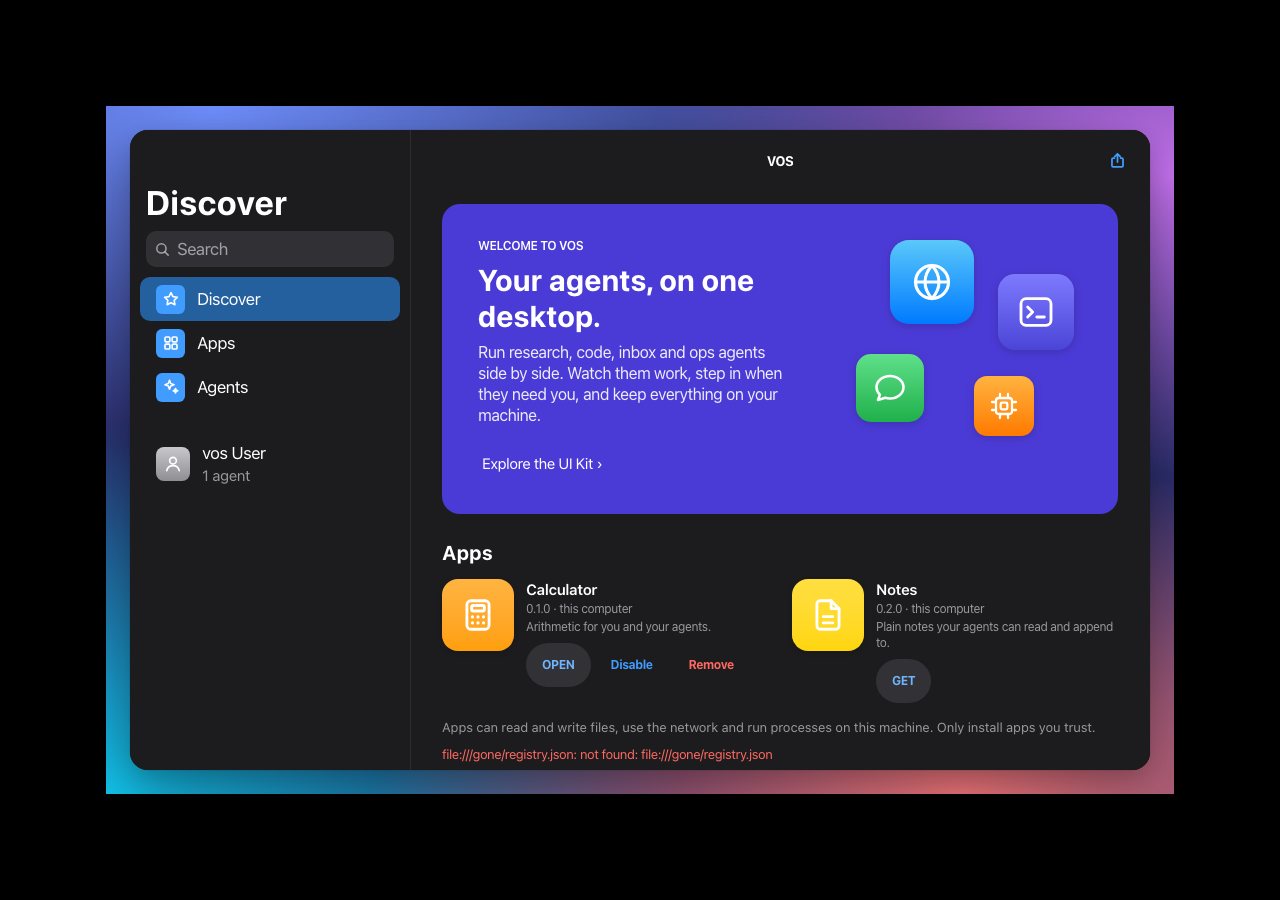 VOS
Discover
Search
Discover
Apps
Agents
vos User
1 agent
WELCOME TO VOS
Your agents, on one
desktop.
Run research, code, inbox and ops agents
side by side. Watch them work, step in when
they need you, and keep everything on your
machine.
Explore the UI Kit ›
Apps
Calculator
0.1.0 · this computer
Arithmetic for you and your agents.
OPEN Disable Remove
Notes
0.2.0 · this computer
Plain notes your agents can read and append
to.
GET
Apps can read and write files, use the network and run processes on this machine. Only install apps you trust.
file:///gone/registry.json: not found: file:///gone/registry.json